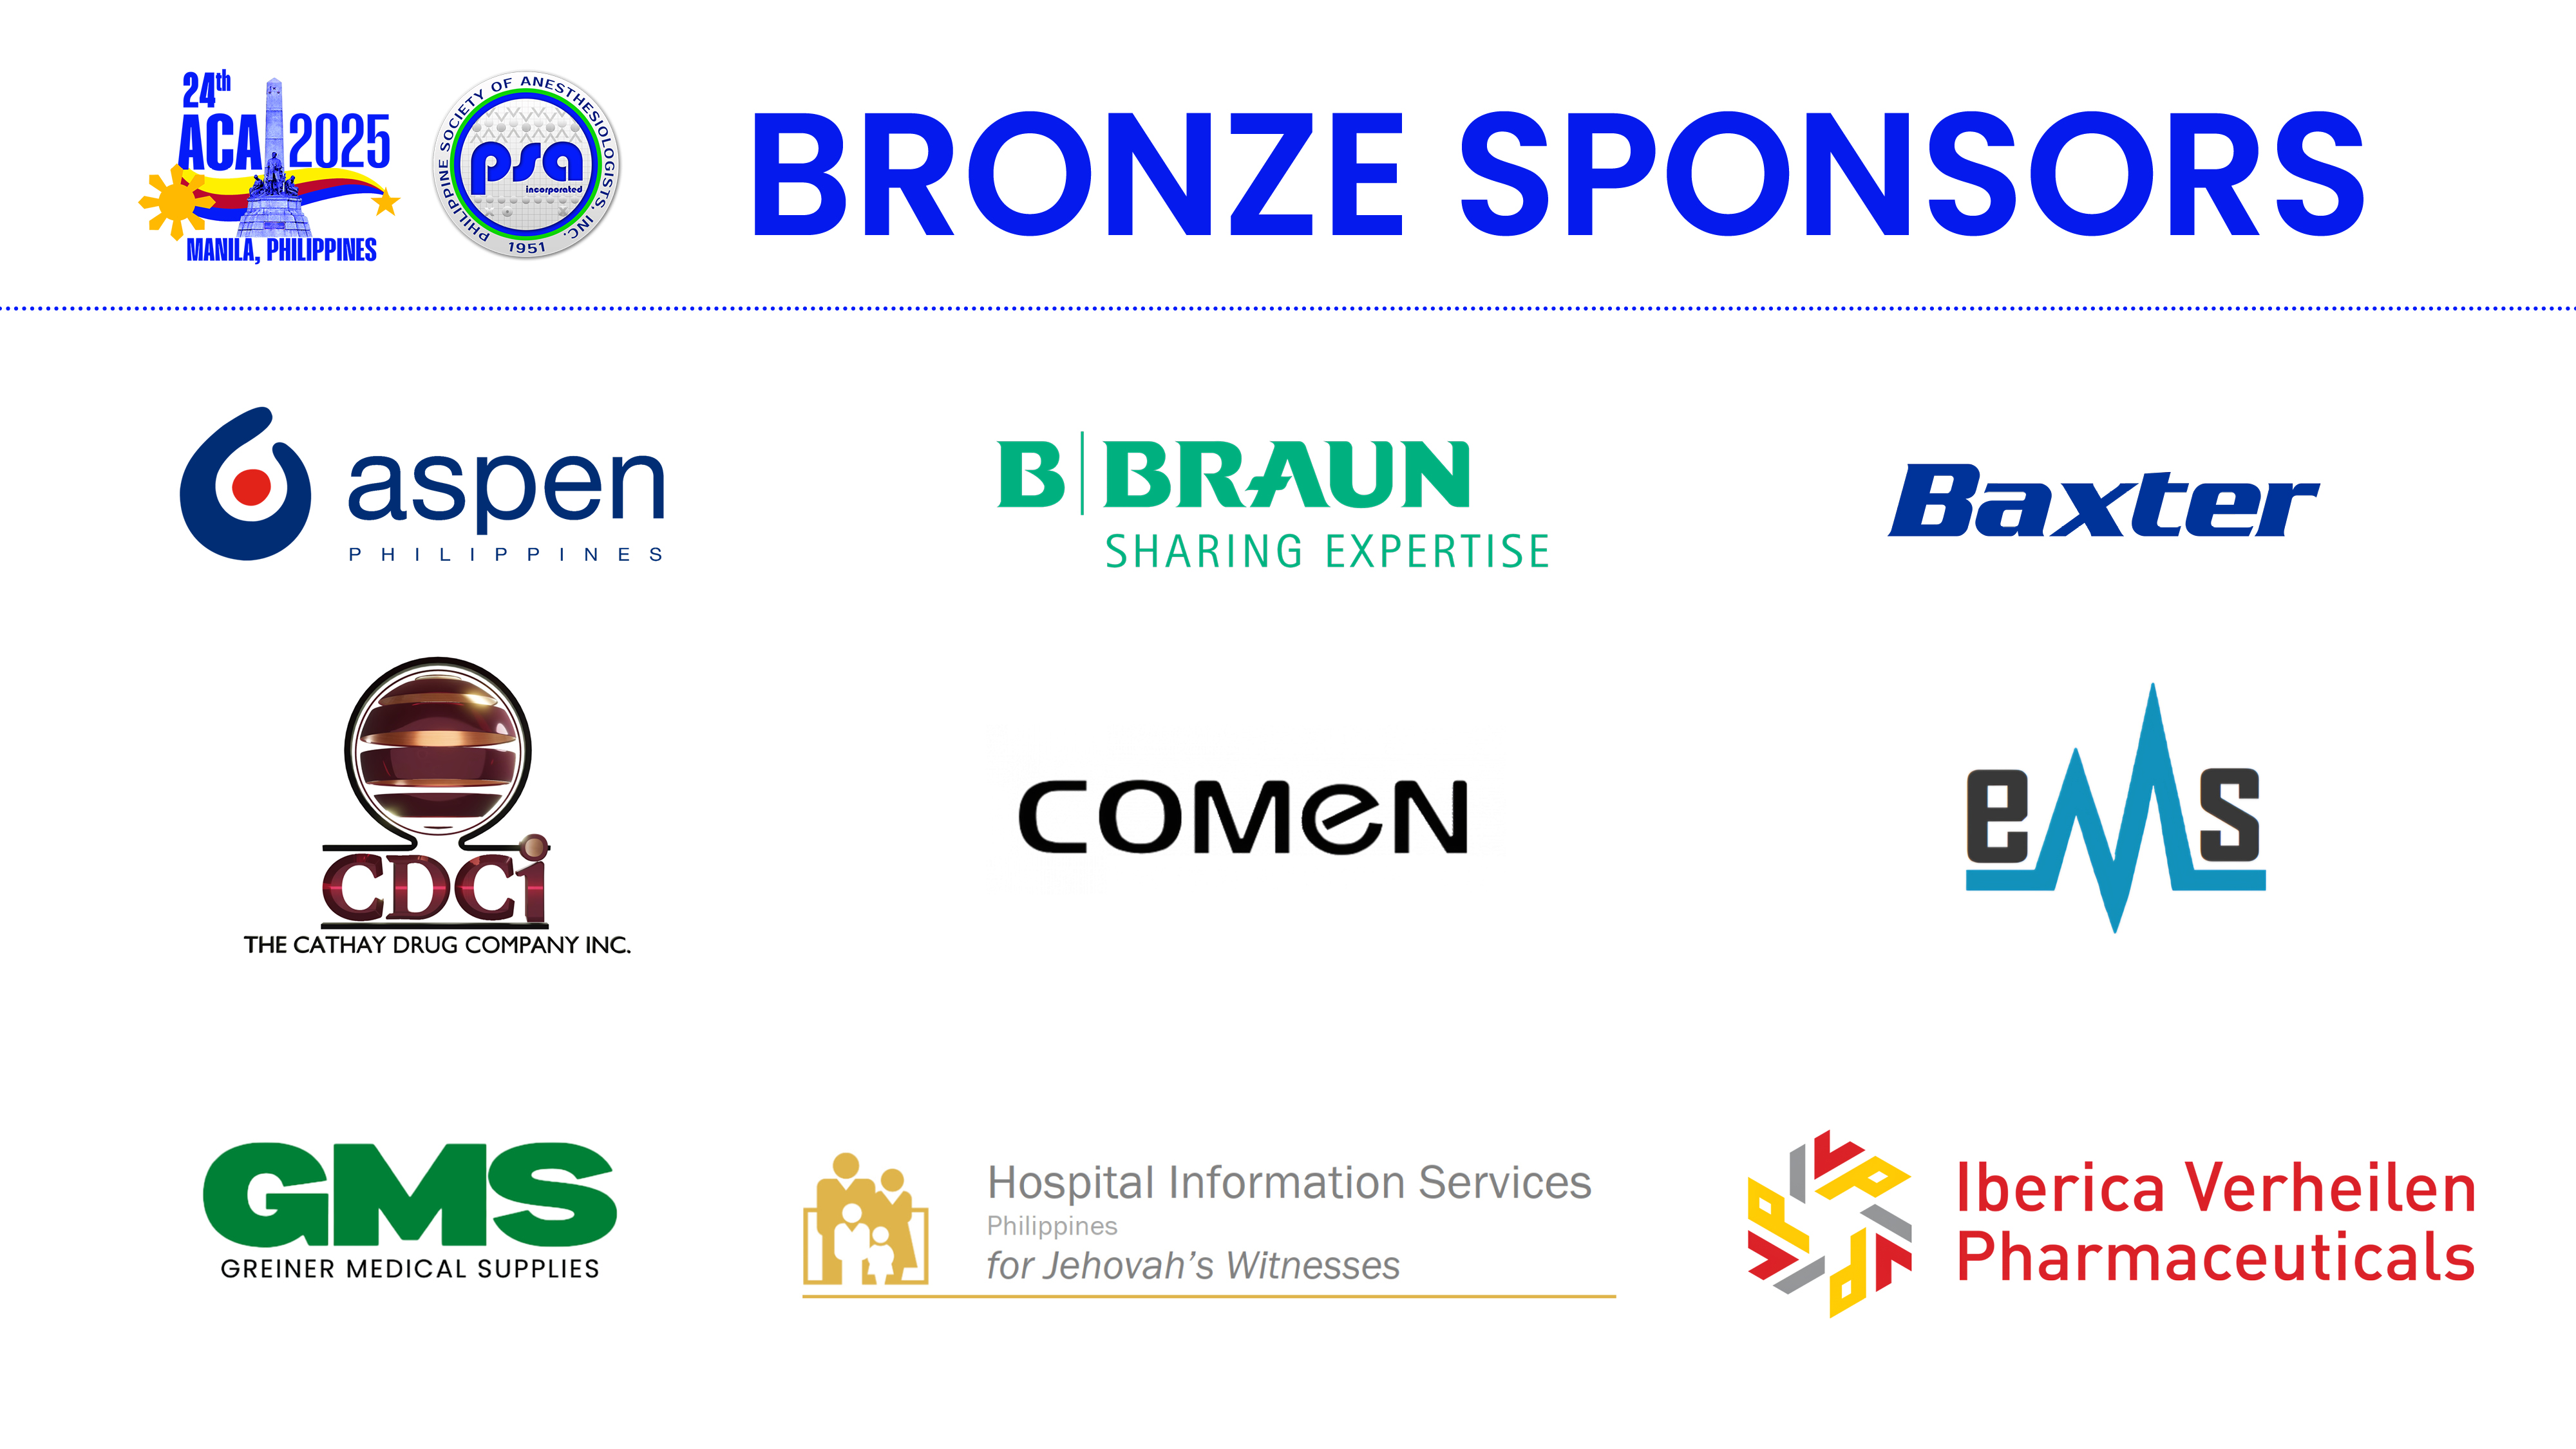 24th
ACA 2025
MANILA, PHILIPPINES
PHILIPPINE SOCIETY OF ANESTHESIOLOGISTS, INC.
psa
incorporated
1951
BRONZE SPONSORS
aspen
PHILIPPINES
B BRAUN
SHARING EXPERTISE
Baxter
CDCi
THE CATHAY DRUG COMPANY INC.
COMeN
eMs
GMS
GREINER MEDICAL SUPPLIES
Hospital Information Services
Philippines
for Jehovah's Witnesses
Iberica Verheilen
Pharmaceuticals